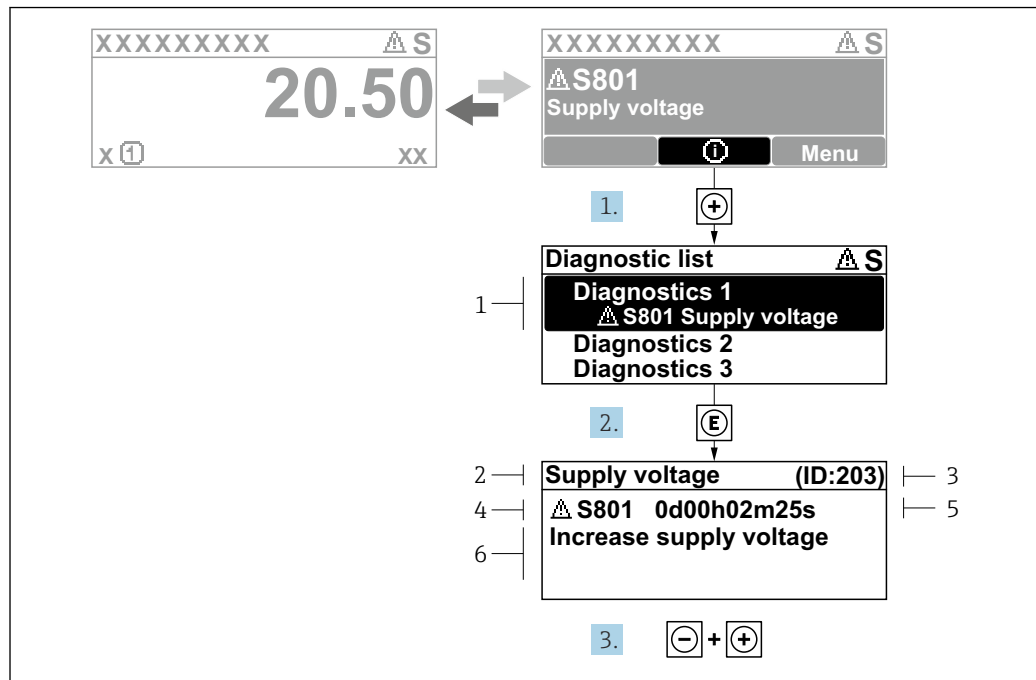 XXXXXXXXX ⚠ S
20.50
X ① XX
XXXXXXXXX ⚠ S
⚠S801
Supply voltage
ⓘ Menu
1. +
Diagnostic list ⚠ S
1
Diagnostics 1
⚠ S801 Supply voltage
Diagnostics 2
Diagnostics 3
2. E
2 Supply voltage (ID:203) 3
4 ⚠ S801 0d00h02m25s 5
6 Increase supply voltage
3. - + +